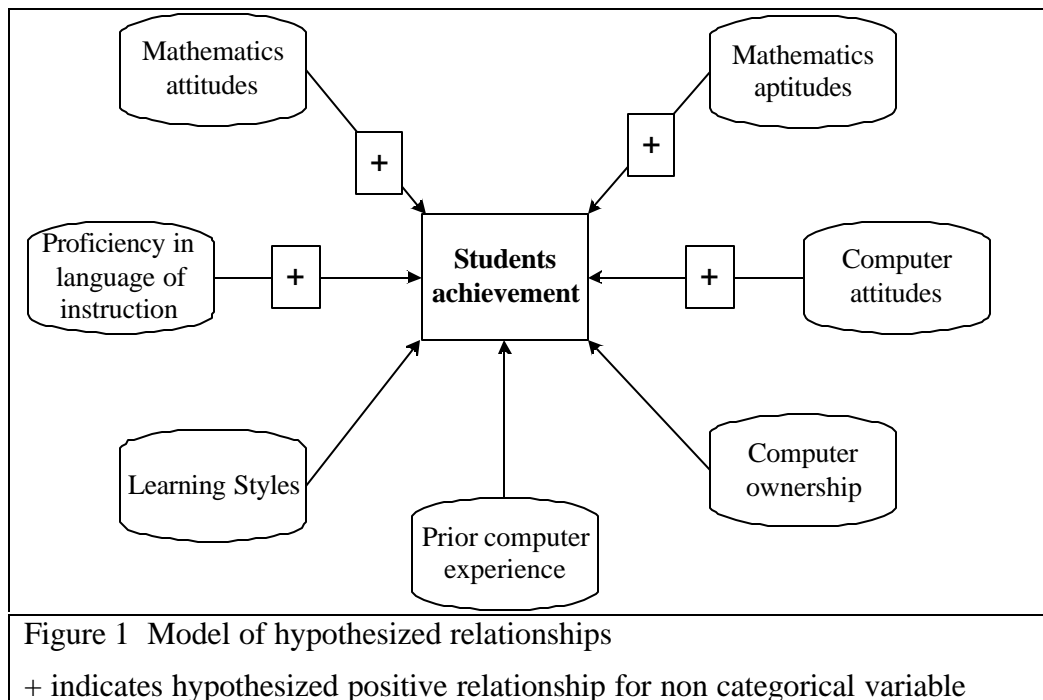 Mathematics
attitudes
Mathematics
aptitudes
+
+
Proficiency in
language of
instruction
+
Students
achievement
+
Computer
attitudes
Learning Styles
Prior computer
experience
Computer
ownership
Figure 1 Model of hypothesized relationships
+ indicates hypothesized positive relationship for non categorical variable